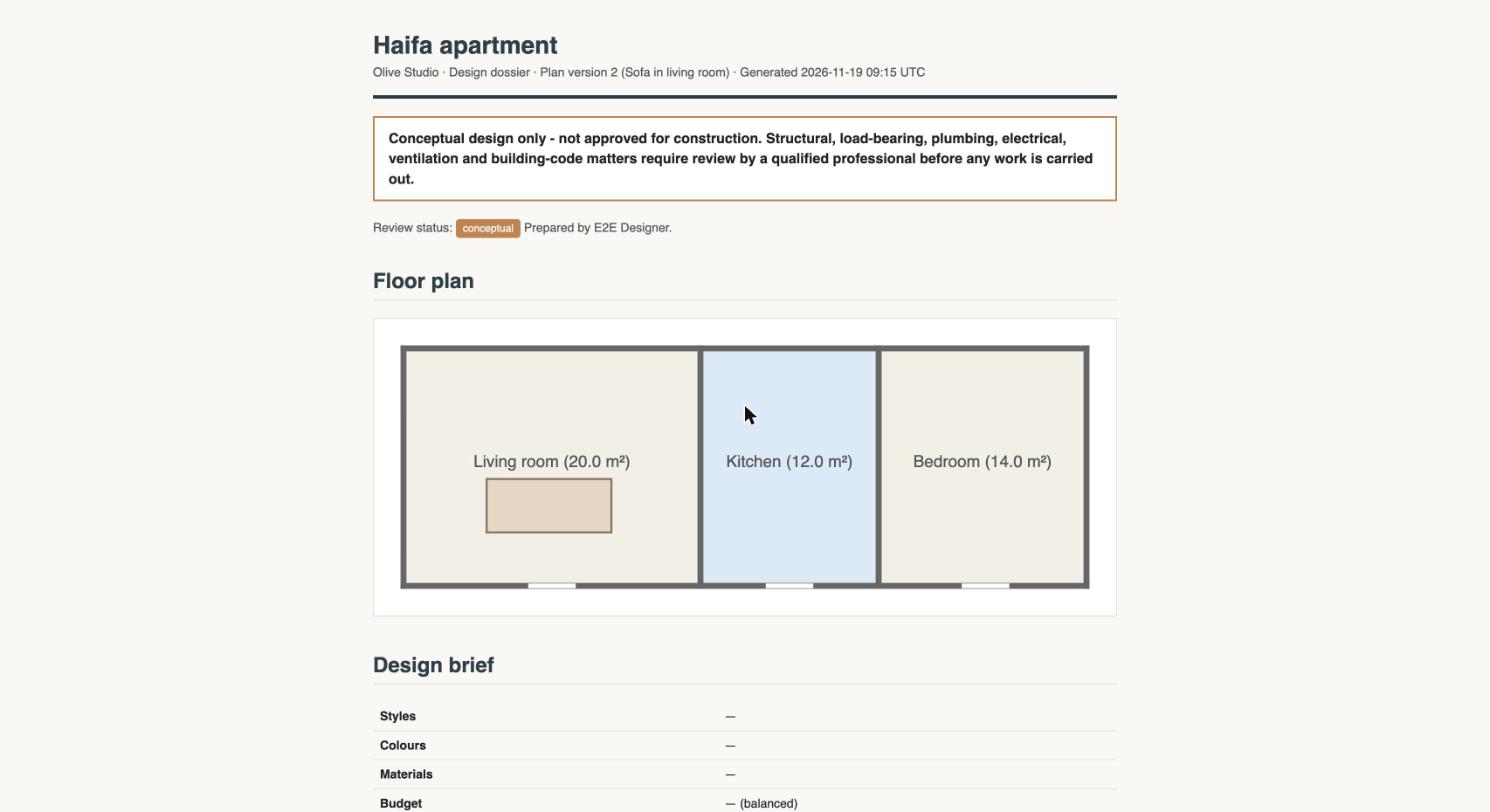 Haifa apartment
Olive Studio · Design dossier · Plan version 2 (Sofa in living room) · Generated 2026-11-19 09:15 UTC
Conceptual design only - not approved for construction. Structural, load-bearing, plumbing, electrical,
ventilation and building-code matters require review by a qualified professional before any work is carried
out.
Review status: conceptual Prepared by E2E Designer.
Floor plan
Living room (20.0 m²)
Kitchen (12.0 m²)
Bedroom (14.0 m²)
Design brief
Styles —
Colours —
Materials —
Budget — (balanced)